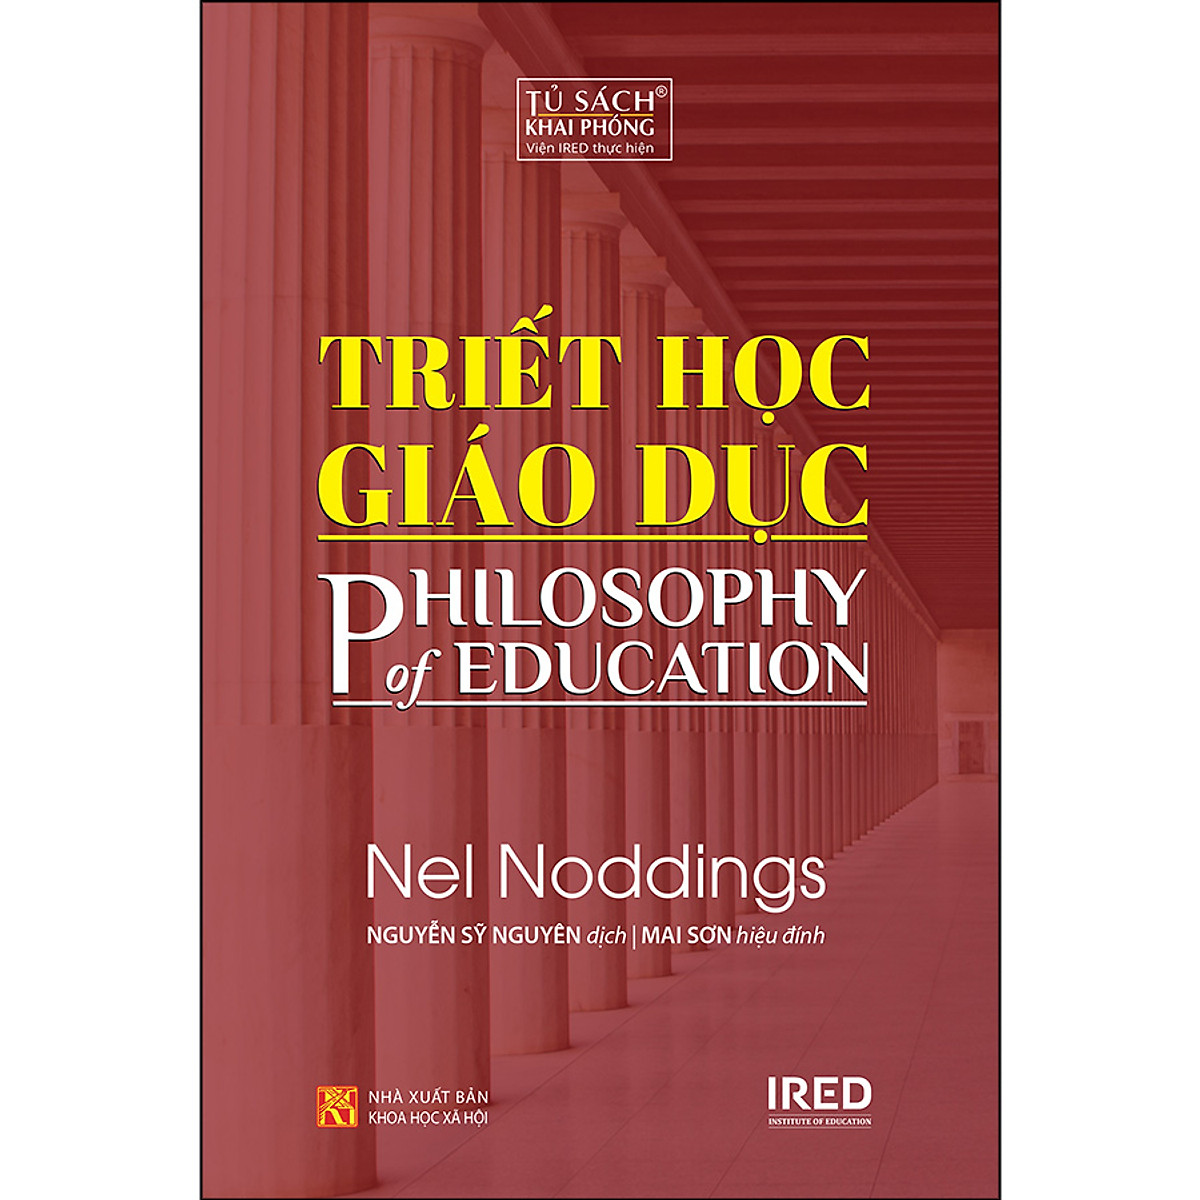 TỦ SÁCH®
KHAI PHÓNG
Viện IRED thực hiện
TRIẾT HỌC
GIÁO DỤC
PHILOSOPHY
of EDUCATION
Nel Noddings
NGUYỄN SỸ NGUYÊN dịch | MAI SƠN hiệu đính
NHÀ XUẤT BẢN
KHOA HỌC XÃ HỘI
IRED
INSTITUTE OF EDUCATION